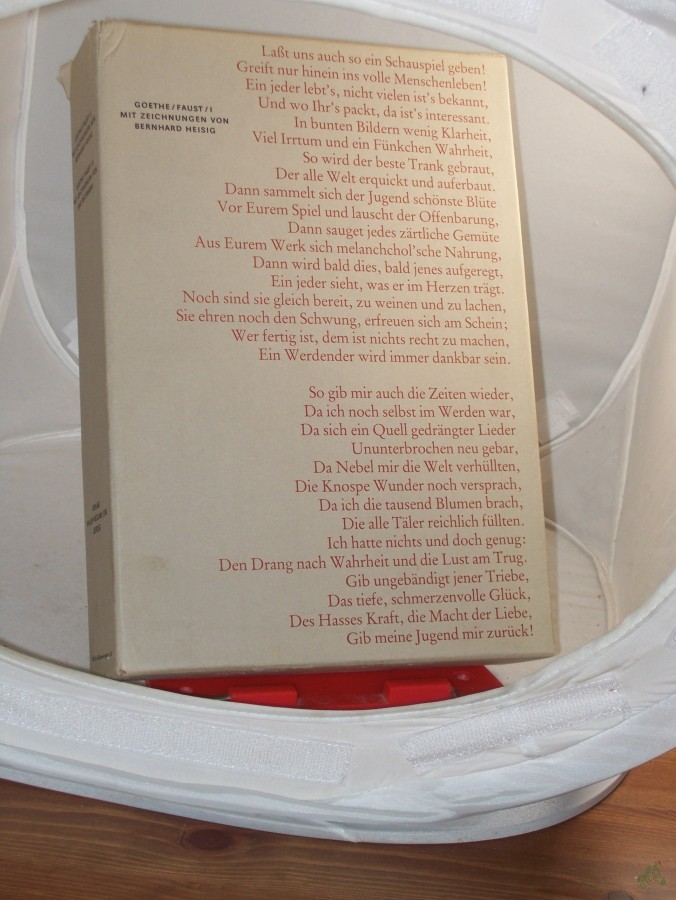 GOETHE/FAUST/I
MIT ZEICHNUNGEN VON
BERNHARD HEISIG
Laßt uns auch so ein Schauspiel geben!
Greift nur hinein ins volle Menschenleben!
Ein jeder lebt's, nicht vielen ist's bekannt,
Und wo Ihr's packt, da ist's interessant.
In bunten Bildern wenig Klarheit,
Viel Irrtum und ein Fünkchen Wahrheit,
So wird der beste Trank gebraut,
Der alle Welt erquickt und auferbaut.
Dann sammelt sich der Jugend schönste Blüte
Vor Eurem Spiel und lauscht der Offenbarung,
Dann sauget jedes zärtliche Gemüte
Aus Eurem Werk sich melanchchol'sche Nahrung,
Dann wird bald dies, bald jenes aufgeregt,
Ein jeder sieht, was er im Herzen trägt.
Noch sind sie gleich bereit, zu weinen und zu lachen,
Sie ehren noch den Schwung, erfreuen sich am Schein;
Wer fertig ist, dem ist nichts recht zu machen,
Ein Werdender wird immer dankbar sein.
So gib mir auch die Zeiten wieder,
Da ich noch selbst im Werden war,
Da sich ein Quell gedrängter Lieder
Ununterbrochen neu gebar,
Da Nebel mir die Welt verhüllten,
Die Knospe Wunder noch versprach,
Da ich die tausend Blumen brach,
Die alle Täler reichlich füllten.
Ich hatte nichts und doch genug:
Den Drang nach Wahrheit und die Lust am Trug.
Gib ungebändigt jener Triebe,
Das tiefe, schmerzenvolle Glück,
Des Hasses Kraft, die Macht der Liebe,
Gib meine Jugend mir zurück!